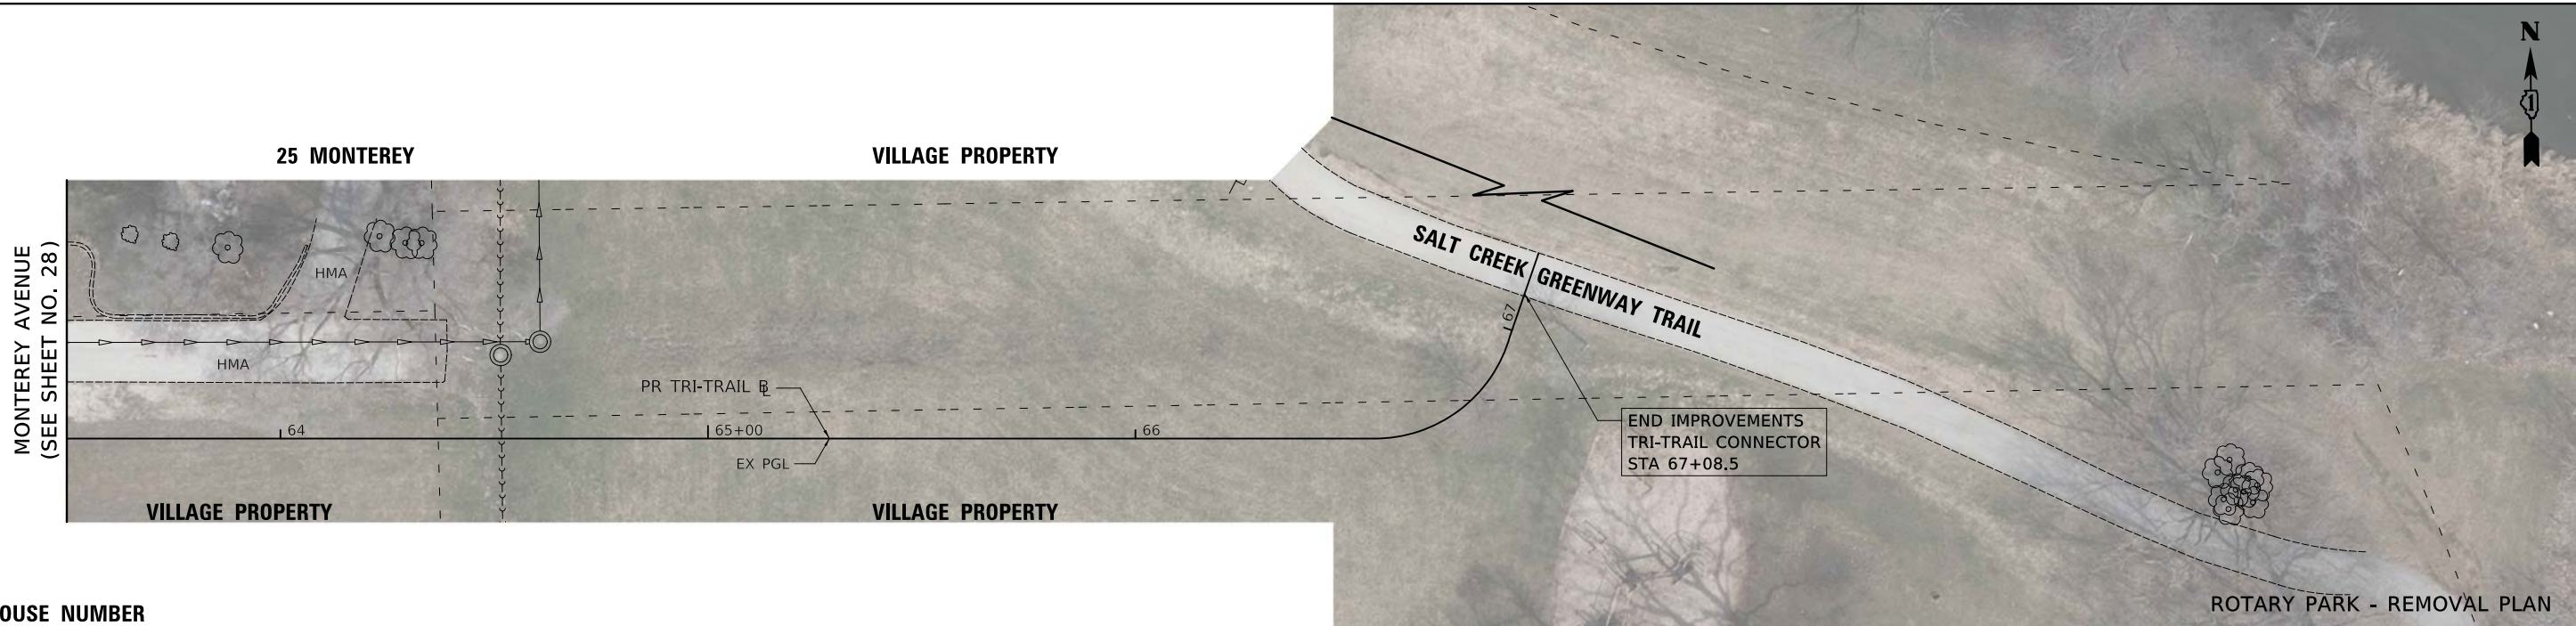 N
25 MONTEREY
VILLAGE PROPERTY
MONTEREY AVENUE
(SEE SHEET NO. 28)
HMA
HMA
SALT CREEK GREENWAY TRAIL
67
PR TRI-TRAIL BL
64
65+00
66
EX PGL
END IMPROVEMENTS
TRI-TRAIL CONNECTOR
STA 67+08.5
VILLAGE PROPERTY
VILLAGE PROPERTY
OUSE NUMBER
ROTARY PARK - REMOVAL PLAN